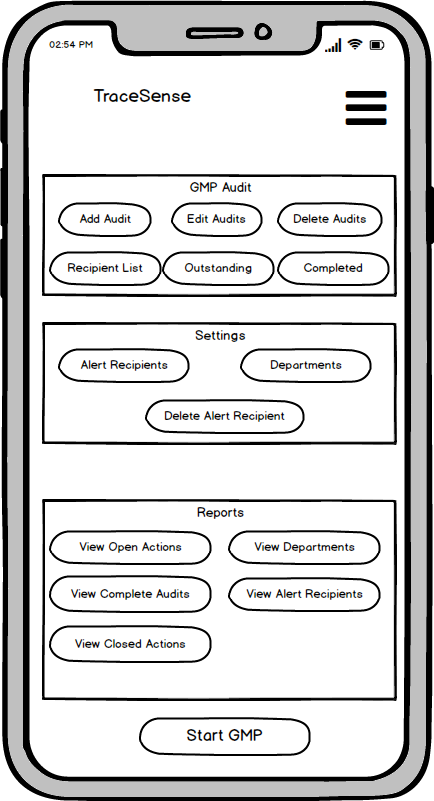 02:54 PM
TraceSense
GMP Audit
Add Audit
Edit Audits
Delete Audits
Recipient List
Outstanding
Completed
Settings
Alert Recipients
Departments
Delete Alert Recipient
Reports
View Open Actions
View Departments
View Complete Audits
View Alert Recipients
View Closed Actions
Start GMP